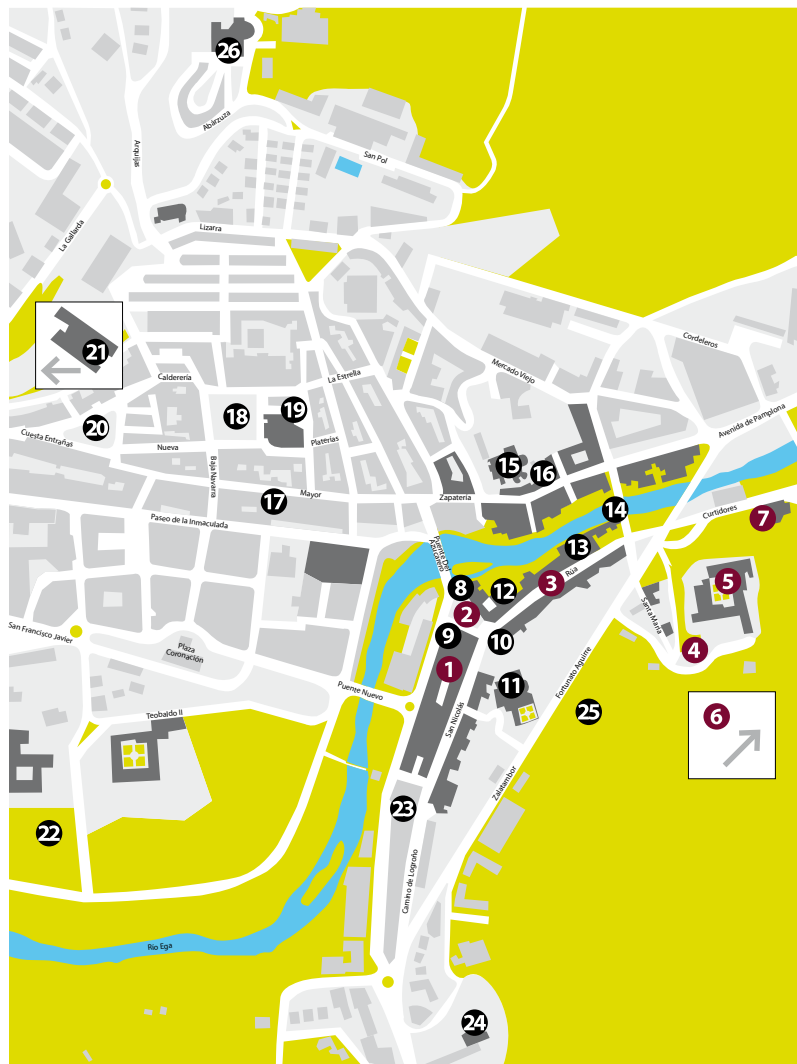 26
Abárzuza
Arquijas
San Pol
La Gallarda
Lizarra
21
Cordeleros
Mercado Viejo
La Estrella
Calderería
18
19
20
Cuesta Entrañas
Nueva
Platerías
Avenida de Pamplona
15
16
Baja Navarra
17
Mayor
Zapatería
14
Curtidores
7
Paseo de la Inmaculada
Puente Del
Azucarero
13
Rúa
3
5
8
12
2
Santa María
San Francisco Javier
9
10
4
Plaza
Coronación
1
11
Fortunato Aguirre
Puente Nuevo
25
6
Teobaldo II
San Nicolás
Zalatambor
23
22
Camino de Logroño
Río Ega
24